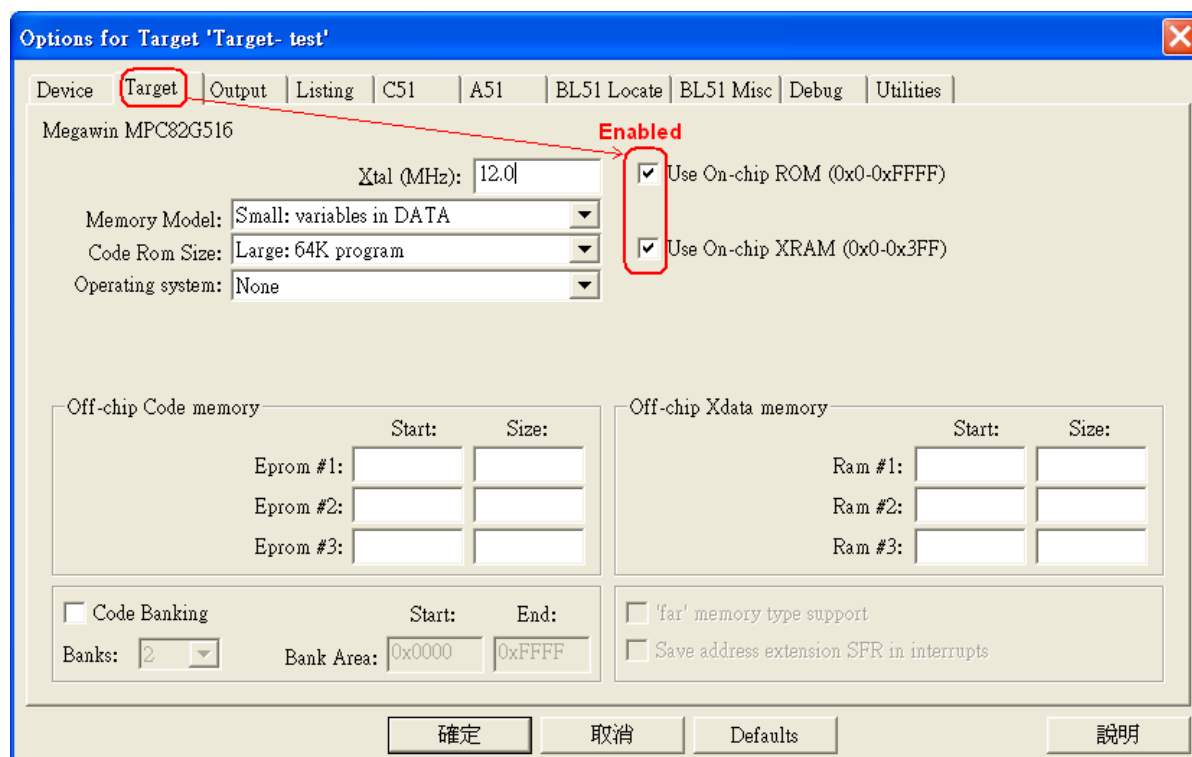 Options for Target 'Target- test'
Device Target Output Listing C51 A51 BL51 Locate BL51 Misc Debug Utilities
Megawin MPC82G516
Enabled
Xtal (MHz): 12.0 Use On-chip ROM (0x0-0xFFFF)
Memory Model: Small: variables in DATA
Code Rom Size: Large: 64K program Use On-chip XRAM (0x0-0x3FF)
Operating system: None
Off-chip Code memory Off-chip Xdata memory
Start: Size: Start: Size:
Eprom #1: Ram #1:
Eprom #2: Ram #2:
Eprom #3: Ram #3:
Code Banking Start: End: 'far' memory type support
Banks: 2 Bank Area: 0x0000 0xFFFF Save address extension SFR in interrupts
確定 取消 Defaults 說明